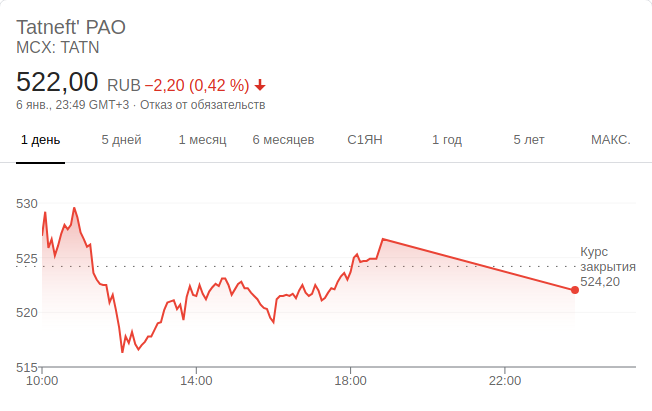 Tatneft' PAO
MCX: TATN
522,00 RUB −2,20 (0,42 %)
6 янв., 23:49 GMT+3 · Отказ от обязательств
1 день 5 дней 1 месяц 6 месяцев С1ЯН 1 год 5 лет МАКС.
530
525
520
515
Курс
закрытия
524,20
10:00 14:00 18:00 22:00